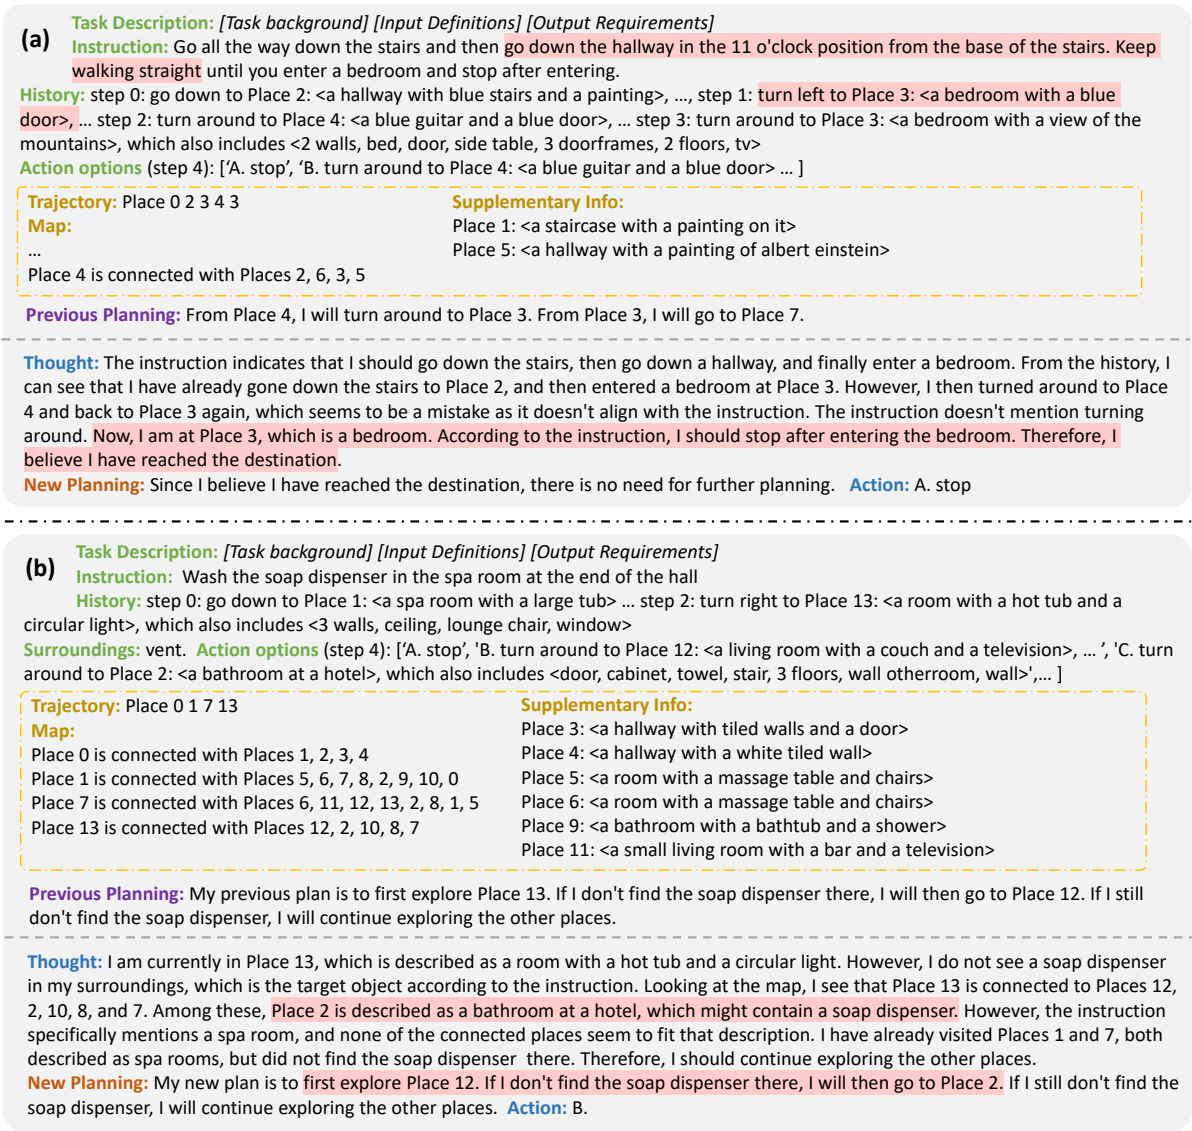 (a)
Task Description: [Task background] [Input Definitions] [Output Requirements]
Instruction: Go all the way down the stairs and then go down the hallway in the 11 o'clock position from the base of the stairs. Keep
walking straight until you enter a bedroom and stop after entering.
History: step 0: go down to Place 2: <a hallway with blue stairs and a painting>, ..., step 1: turn left to Place 3: <a bedroom with a blue
door>, ... step 2: turn around to Place 4: <a blue guitar and a blue door>, ... step 3: turn around to Place 3: <a bedroom with a view of the
mountains>, which also includes <2 walls, bed, door, side table, 3 doorframes, 2 floors, tv>
Action options (step 4): ['A. stop', 'B. turn around to Place 4: <a blue guitar and a blue door> ... ]
Trajectory: Place 0 2 3 4 3
Map:
...
Place 4 is connected with Places 2, 6, 3, 5
Supplementary Info:
Place 1: <a staircase with a painting on it>
Place 5: <a hallway with a painting of albert einstein>
Previous Planning: From Place 4, I will turn around to Place 3. From Place 3, I will go to Place 7.
Thought: The instruction indicates that I should go down the stairs, then go down a hallway, and finally enter a bedroom. From the history, I
can see that I have already gone down the stairs to Place 2, and then entered a bedroom at Place 3. However, I then turned around to Place
4 and back to Place 3 again, which seems to be a mistake as it doesn't align with the instruction. The instruction doesn't mention turning
around. Now, I am at Place 3, which is a bedroom. According to the instruction, I should stop after entering the bedroom. Therefore, I
believe I have reached the destination.
New Planning: Since I believe I have reached the destination, there is no need for further planning. Action: A. stop
(b)
Task Description: [Task background] [Input Definitions] [Output Requirements]
Instruction: Wash the soap dispenser in the spa room at the end of the hall
History: step 0: go down to Place 1: <a spa room with a large tub> ... step 2: turn right to Place 13: <a room with a hot tub and a
circular light>, which also includes <3 walls, ceiling, lounge chair, window>
Surroundings: vent. Action options (step 4): ['A. stop', 'B. turn around to Place 12: <a living room with a couch and a television>, ... ', 'C. turn
around to Place 2: <a bathroom at a hotel>, which also includes <door, cabinet, towel, stair, 3 floors, wall otherroom, wall>',... ]
Trajectory: Place 0 1 7 13
Map:
Place 0 is connected with Places 1, 2, 3, 4
Place 1 is connected with Places 5, 6, 7, 8, 2, 9, 10, 0
Place 7 is connected with Places 6, 11, 12, 13, 2, 8, 1, 5
Place 13 is connected with Places 12, 2, 10, 8, 7
Supplementary Info:
Place 3: <a hallway with tiled walls and a door>
Place 4: <a hallway with a white tiled wall>
Place 5: <a room with a massage table and chairs>
Place 6: <a room with a massage table and chairs>
Place 9: <a bathroom with a bathtub and a shower>
Place 11: <a small living room with a bar and a television>
Previous Planning: My previous plan is to first explore Place 13. If I don't find the soap dispenser there, I will then go to Place 12. If I still
don't find the soap dispenser, I will continue exploring the other places.
Thought: I am currently in Place 13, which is described as a room with a hot tub and a circular light. However, I do not see a soap dispenser
in my surroundings, which is the target object according to the instruction. Looking at the map, I see that Place 13 is connected to Places 12,
2, 10, 8, and 7. Among these, Place 2 is described as a bathroom at a hotel, which might contain a soap dispenser. However, the instruction
specifically mentions a spa room, and none of the connected places seem to fit that description. I have already visited Places 1 and 7, both
described as spa rooms, but did not find the soap dispenser there. Therefore, I should continue exploring the other places.
New Planning: My new plan is to first explore Place 12. If I don't find the soap dispenser there, I will then go to Place 2. If I still don't find the
soap dispenser, I will continue exploring the other places. Action: B.